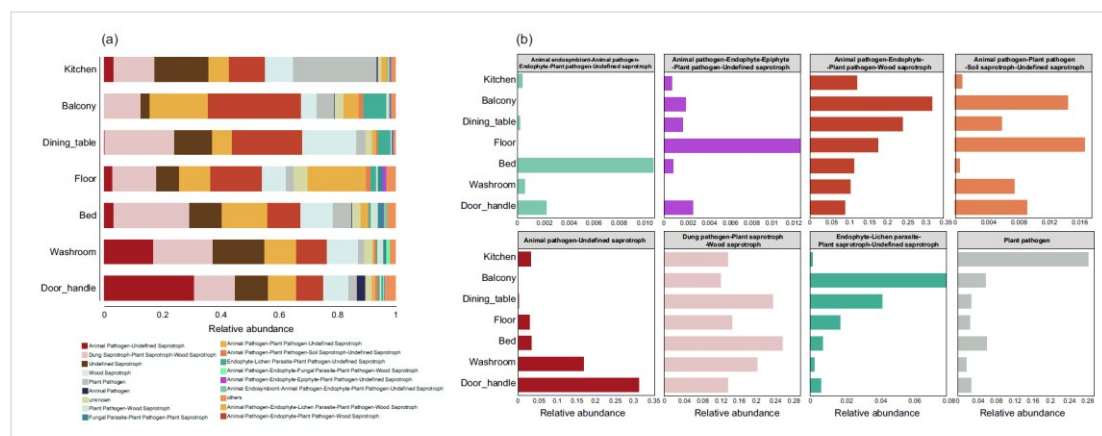 (a)
Kitchen
Balcony
Dining_table
Floor
Bed
Washroom
Door_handle
0 0.2 0.4 0.6 0.8 1
Relative abundance
Animal Pathogen-Undefined Saprotroph
Dung Saprotroph-Plant Saprotroph-Wood Saprotroph
Undefined Saprotroph
Wood Saprotroph
Plant Pathogen
Animal Pathogen
unknown
Plant Pathogen-Wood Saprotroph
Fungal Parasite-Plant Pathogen-Plant Saprotroph
Animal Pathogen-Plant Pathogen-Undefined Saprotroph
Animal Pathogen-Plant Pathogen-Soil Saprotroph-Undefined Saprotroph
Endophyte-Lichen Parasite-Plant Pathogen-Undefined Saprotroph
Animal Pathogen-Endophyte-Fungal Parasite-Plant Pathogen-Wood Saprotroph
Animal Pathogen-Endophyte-Epiphyte-Plant Pathogen-Undefined Saprotroph
Animal Endosymbiont-Animal Pathogen-Endophyte-Plant Pathogen-Undefined Saprotroph
others
Animal Pathogen-Endophyte-Lichen Parasite-Plant Pathogen-Wood Saprotroph
Animal Pathogen-Endophyte-Plant Pathogen-Wood Saprotroph
(b)
Animal endosymbiont-Animal pathogen-
Endophyte-Plant pathogen-Undefined saprotroph
Animal pathogen-Endophyte-Epiphyte
-Plant pathogen-Undefined saprotroph
Animal pathogen-Endophyte-
Plant pathogen-Wood saprotroph
Animal pathogen-Plant pathogen
-Soil saprotroph-Undefined saprotroph
Kitchen
Balcony
Dining_table
Floor
Bed
Washroom
Door_handle
0 0.002 0.004 0.006 0.008 0.010
0 0.002 0.004 0.006 0.008 0.01 0.012
0 0.05 0.1 0.15 0.2 0.25 0.3 0.35
0.004 0.008 0.012 0.016
Animal pathogen-Undefined saprotroph
Dung pathogen-Plant saprotroph
-Wood saprotroph
Endophyte-Lichen parasite-
Plant saprotroph-Undefined saprotroph
Plant pathogen
Kitchen
Balcony
Dining_table
Floor
Bed
Washroom
Door_handle
0 0.05 0.1 0.15 0.2 0.25 0.3 0.35
0 0.04 0.08 0.12 0.16 0.20 0.24 0.28
0 0.02 0.04 0.06 0.08
0 0.04 0.08 0.12 0.16 0.20 0.24 0.28
Relative abundance
Relative abundance
Relative abundance
Relative abundance